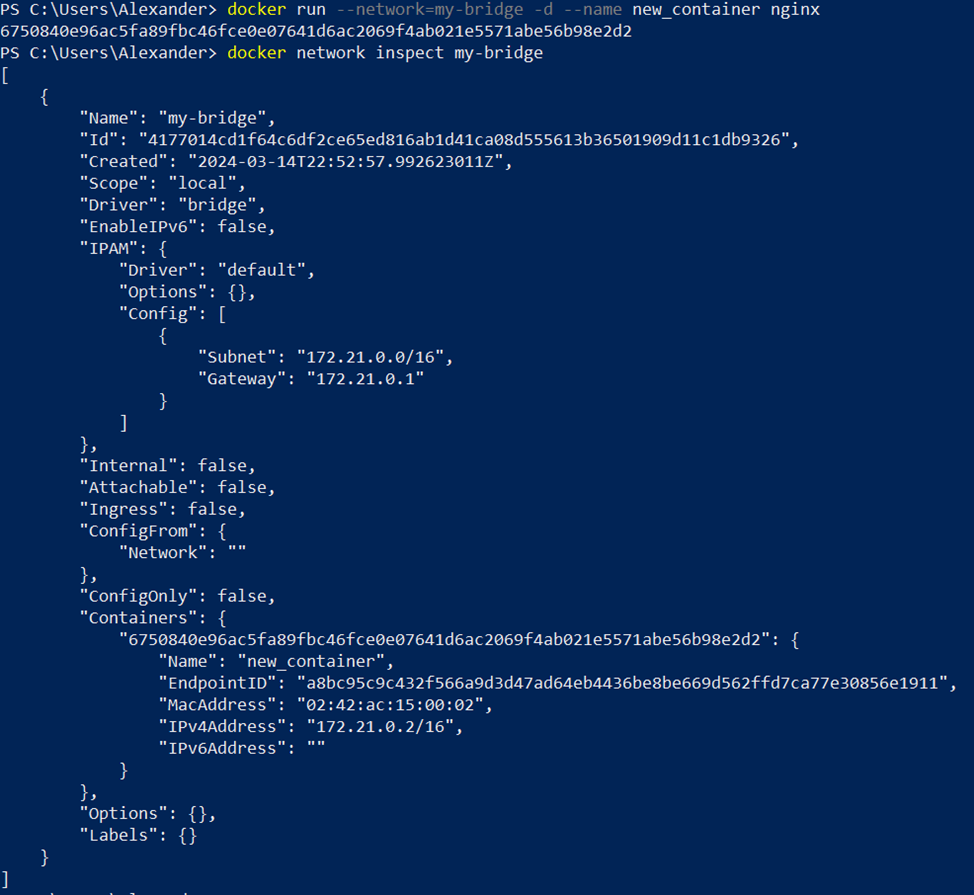 PS C:\Users\Alexander> docker run --network=my-bridge -d --name new_container nginx
6750840e96ac5fa89fbc46fce0e07641d6ac2069f4ab021e5571abe56b98e2d2
PS C:\Users\Alexander> docker network inspect my-bridge
[
    {
        "Name": "my-bridge",
        "Id": "4177014cd1f64c6df2ce65ed816ab1d41ca08d555613b36501909d11c1db9326",
        "Created": "2024-03-14T22:52:57.992623011Z",
        "Scope": "local",
        "Driver": "bridge",
        "EnableIPv6": false,
        "IPAM": {
            "Driver": "default",
            "Options": {},
            "Config": [
                {
                    "Subnet": "172.21.0.0/16",
                    "Gateway": "172.21.0.1"
                }
            ]
        },
        "Internal": false,
        "Attachable": false,
        "Ingress": false,
        "ConfigFrom": {
            "Network": ""
        },
        "ConfigOnly": false,
        "Containers": {
            "6750840e96ac5fa89fbc46fce0e07641d6ac2069f4ab021e5571abe56b98e2d2": {
                "Name": "new_container",
                "EndpointID": "a8bc95c9c432f566a9d3d47ad64eb4436be8be669d562ffd7ca77e30856e1911",
                "MacAddress": "02:42:ac:15:00:02",
                "IPv4Address": "172.21.0.2/16",
                "IPv6Address": ""
            }
        },
        "Options": {},
        "Labels": {}
    }
]